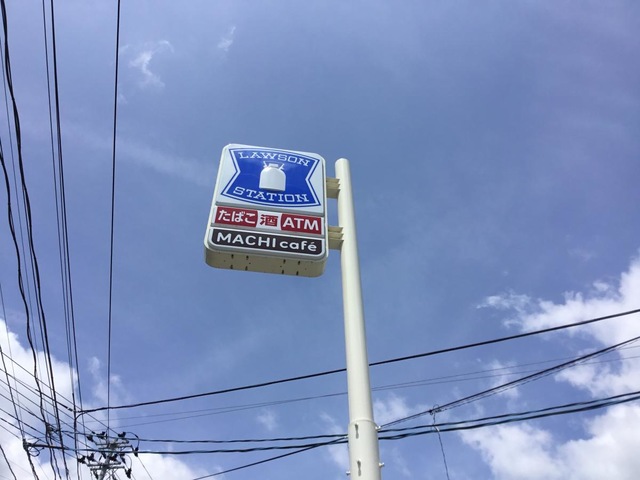 LAWSON
STATION
たばこ 酒 ATM
MACHI café